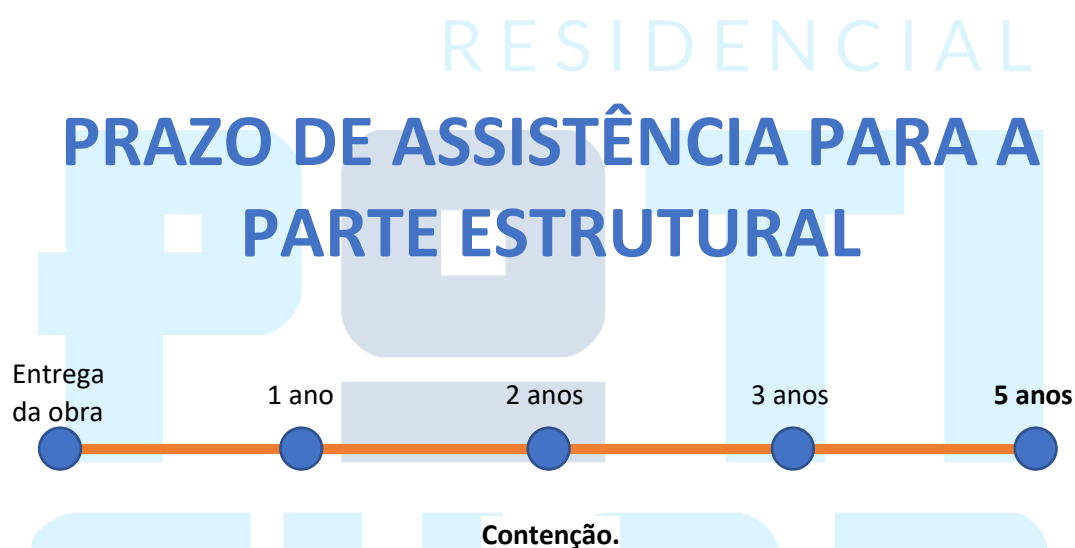 RESIDENCIAL
PRAZO DE ASSISTÊNCIA PARA A
PARTE ESTRUTURAL
Entrega
da obra
1 ano
2 anos
3 anos
5 anos
Contenção.